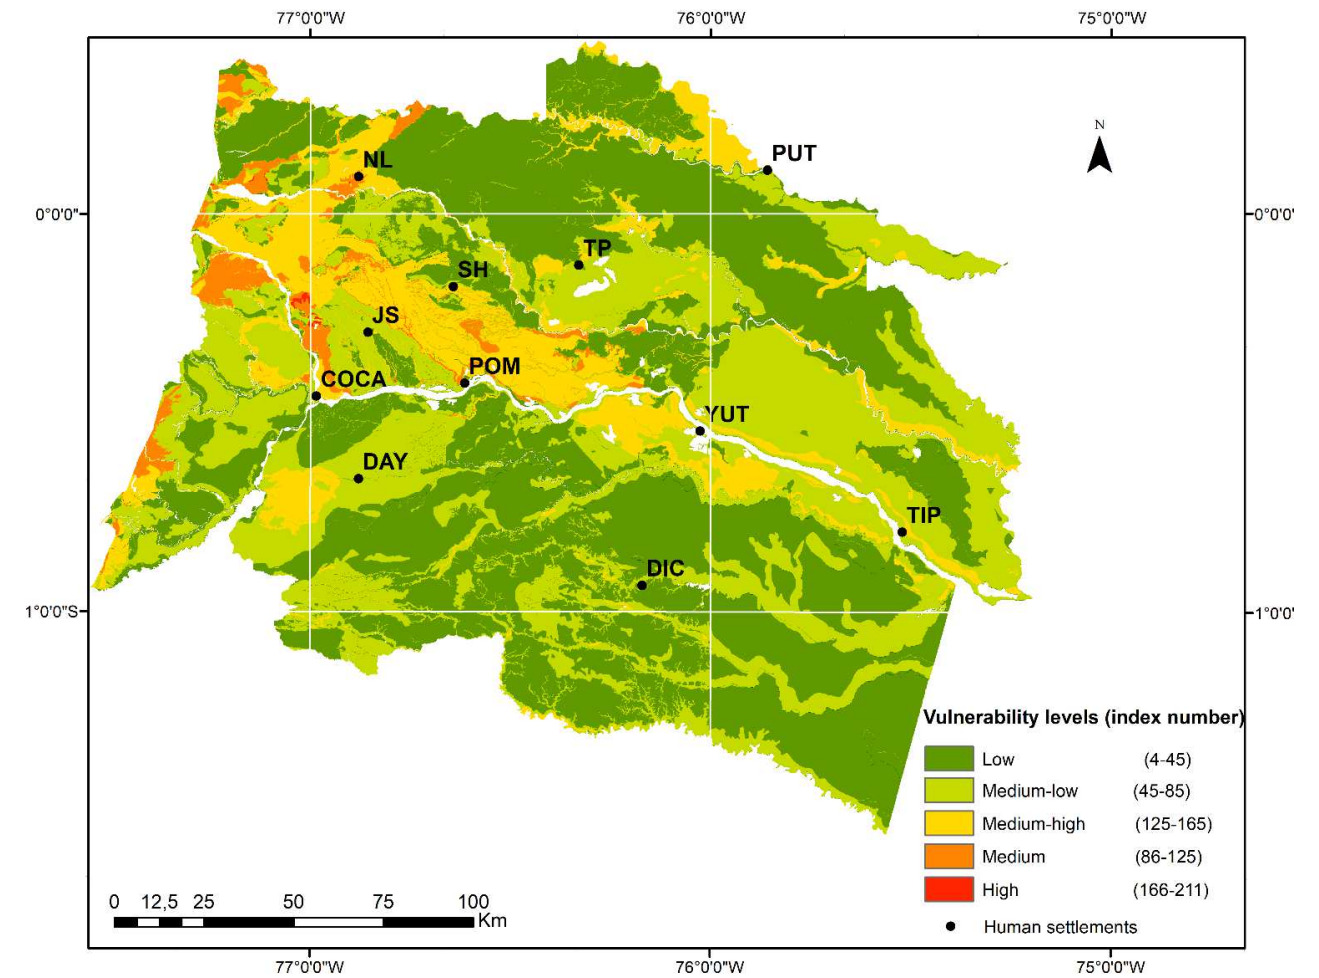 77°0'0"W 76°0'0"W 75°0'0"W
N
PUT
NL
0°0'0" 0°0'0'
TP
SH
JS
POM
COCA
YUT
DAY
TIP
DIC
1°0'0"S 1°0'0'
Vulnerability levels (index number)
Low (4-45)
Medium-low (45-85)
Medium-high (125-165)
Medium (86-125)
High (166-211)
Human settlements
0 12,5 25 50 75 100
Km
77°0'0"W 76°0'0"W 75°0'0"W